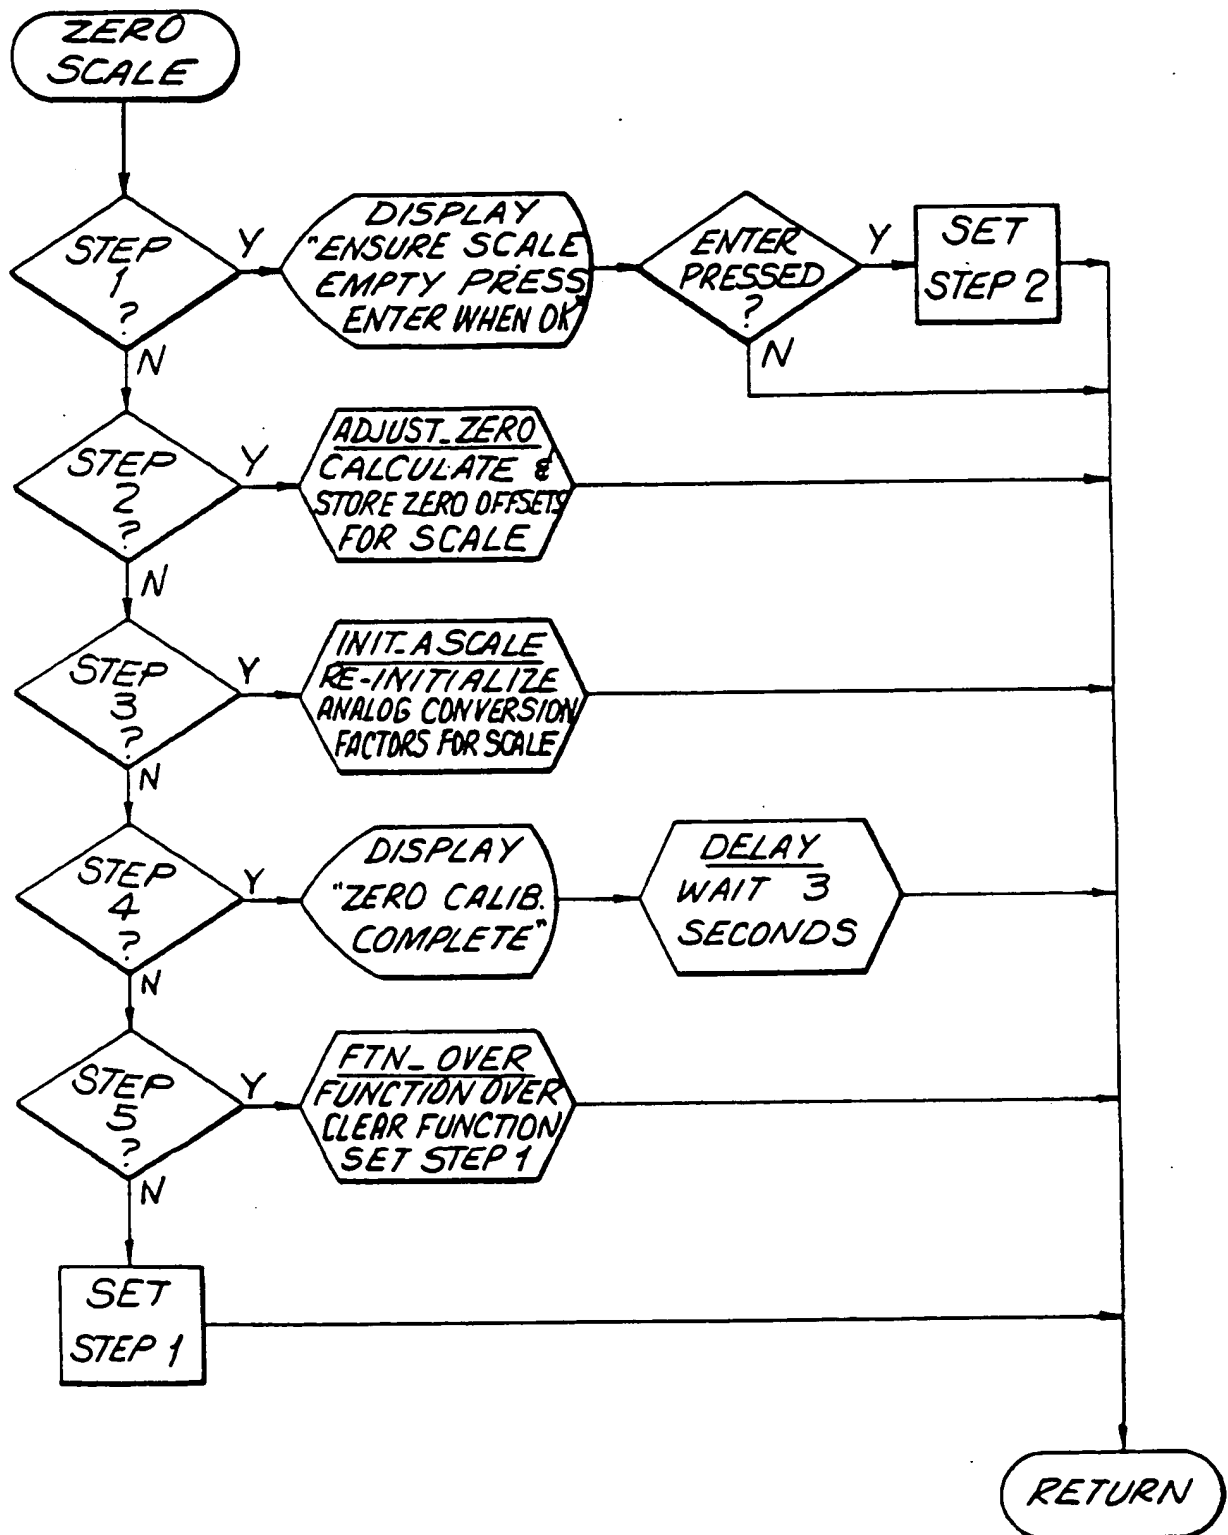 ZERO
SCALE
STEP
1
?
Y
N
DISPLAY
"ENSURE SCALE
EMPTY PRESS
ENTER WHEN OK"
ENTER
PRESSED
?
Y
N
SET
STEP 2
STEP
2
?
Y
N
ADJUST_ZERO
CALCULATE &
STORE ZERO OFFSETS
FOR SCALE
STEP
3
?
Y
N
INIT_ASCALE
RE-INITIALIZE
ANALOG CONVERSION
FACTORS FOR SCALE
STEP
4
?
Y
N
DISPLAY
"ZERO CALIB.
COMPLETE"
DELAY
WAIT 3
SECONDS
STEP
5
?
Y
N
FTN_OVER
FUNCTION OVER
CLEAR FUNCTION
SET STEP 1
SET
STEP 1
RETURN